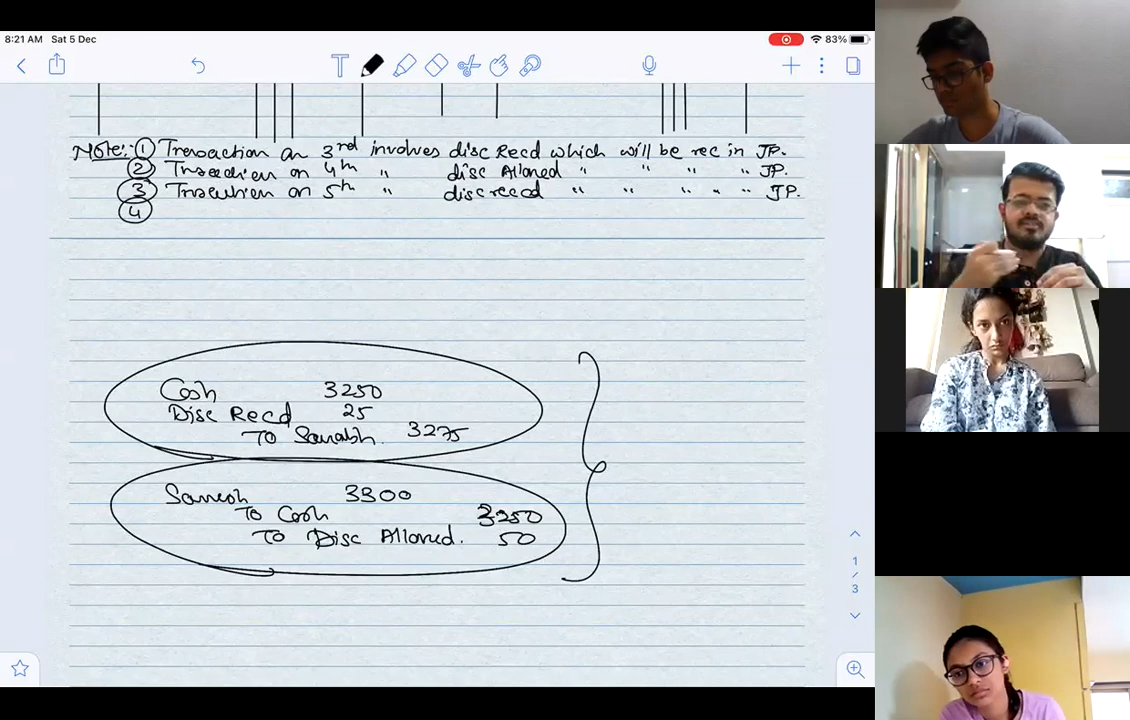 8:21 AM Sat 5 Dec
83%
T
Note:- ① Transaction on 3rd involves disc Recd which will be rec in JP.
② Transaction on 4th " disc Allowed " " " " JP.
③ Transaction on 5th " disc recd " " " " " JP.
④
Cash 3250
Disc Recd 25
To Sourabh. 3275
3300
To Cash 3250
To Disc Allowed. 50
1
/
3